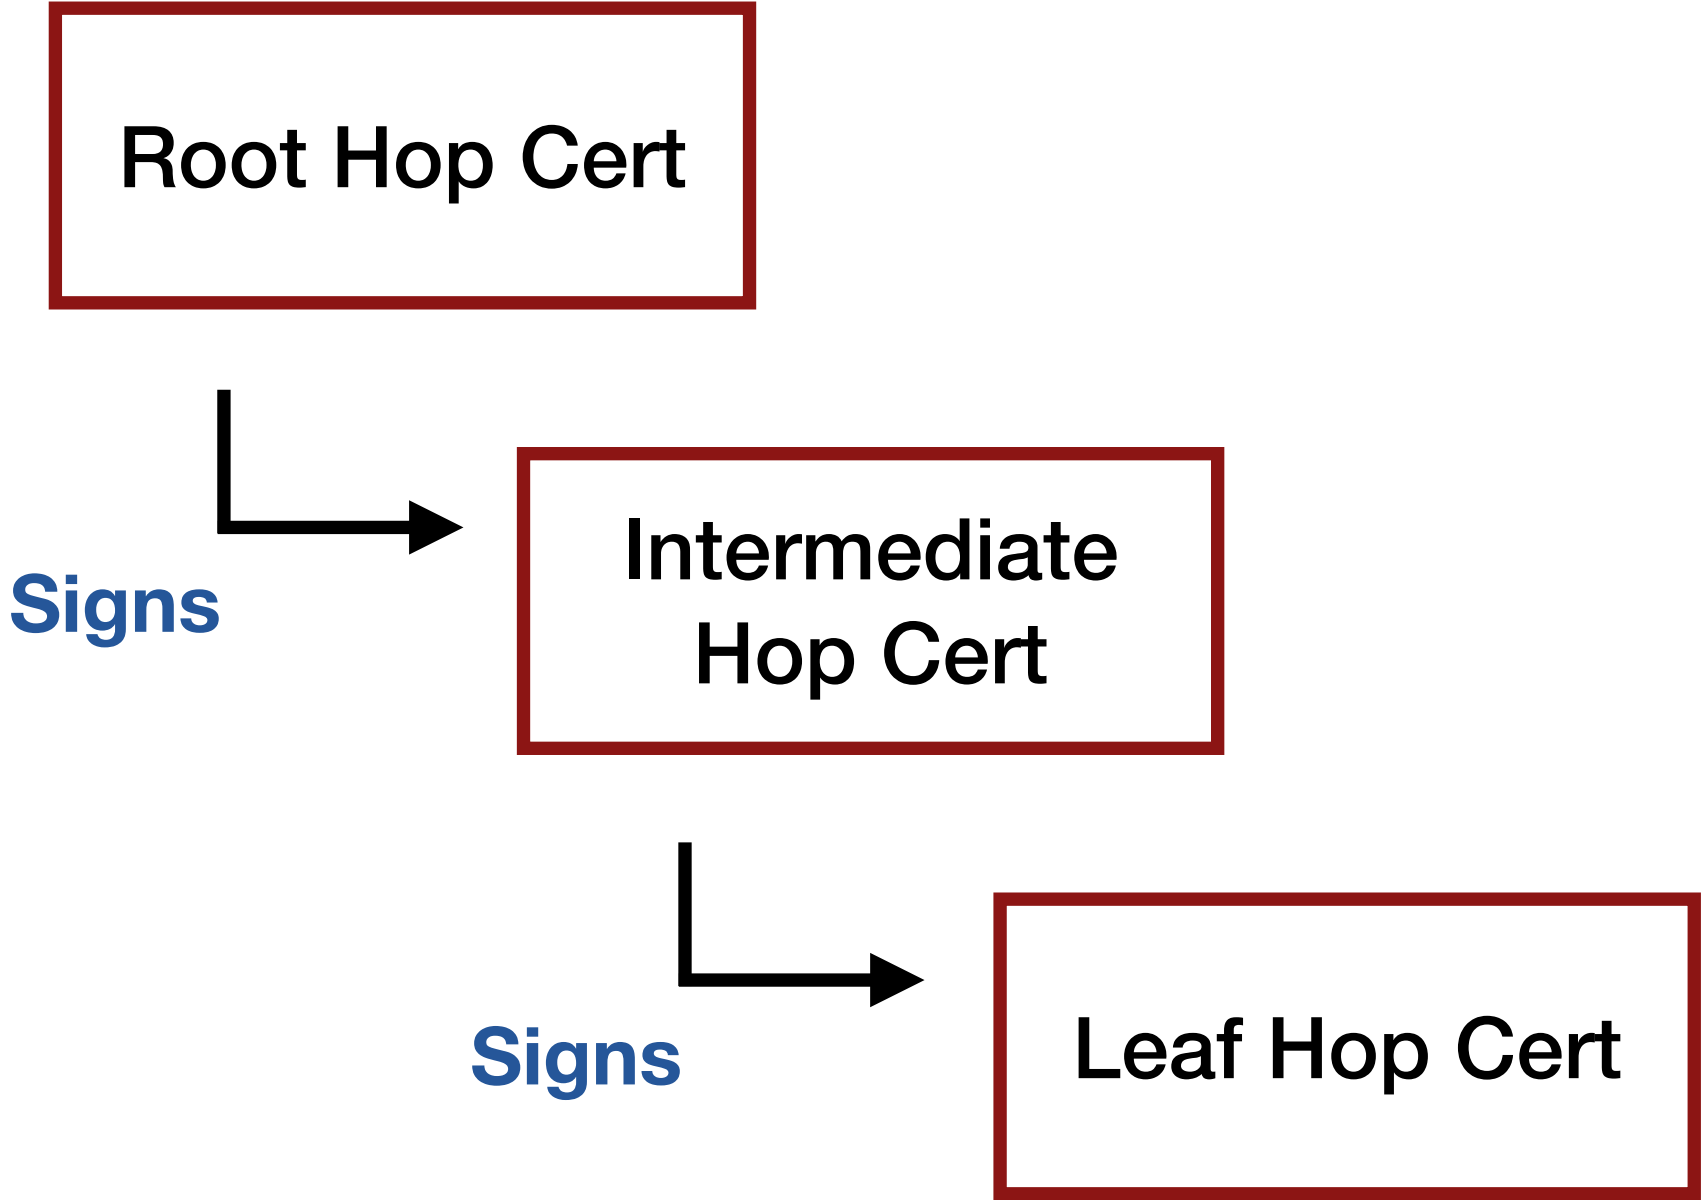 Root Hop Cert
Signs
Intermediate
Hop Cert
Signs
Leaf Hop Cert